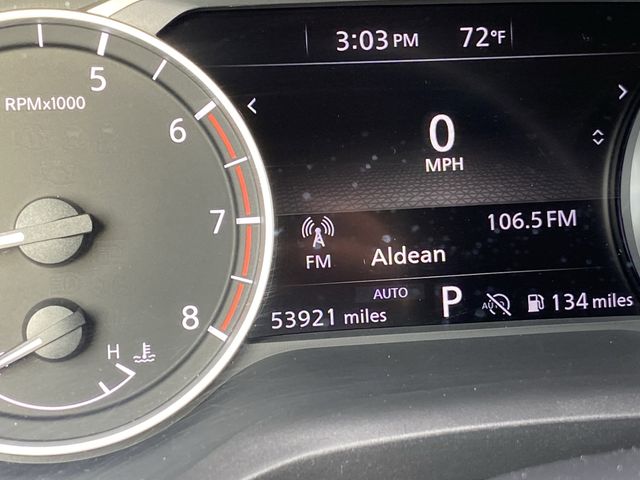 3:03 PM 72°F
5
RPMx1000
6
0
MPH
7
106.5 FM
FM Aldean
AUTO
53921 miles P AUTO 134 miles
8
H